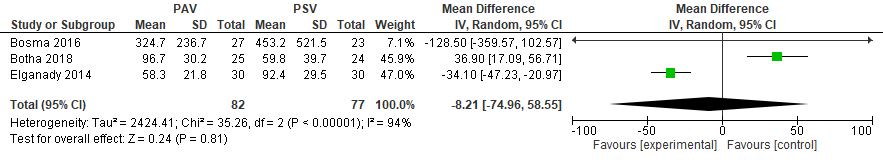 PAV PSV Mean Difference Mean Difference
Study or Subgroup Mean SD Total Mean SD Total Weight IV, Random, 95% CI IV, Random, 95% CI
Bosma 2016 324.7 236.7 27 453.2 521.5 23 7.1% -128.50 [-359.57, 102.57]
Botha 2018 96.7 30.2 25 59.8 39.7 24 45.9% 36.90 [17.09, 56.71]
Elganady 2014 58.3 21.8 30 92.4 29.5 30 47.0% -34.10 [-47.23, -20.97]
Total (95% CI) 82 77 100.0% -8.21 [-74.96, 58.55]
Heterogeneity: Tau² = 2424.41; Chi² = 35.26, df = 2 (P < 0.00001); I² = 94%
Test for overall effect: Z = 0.24 (P = 0.81)
-100 -50 0 50 100
Favours [experimental] Favours [control]